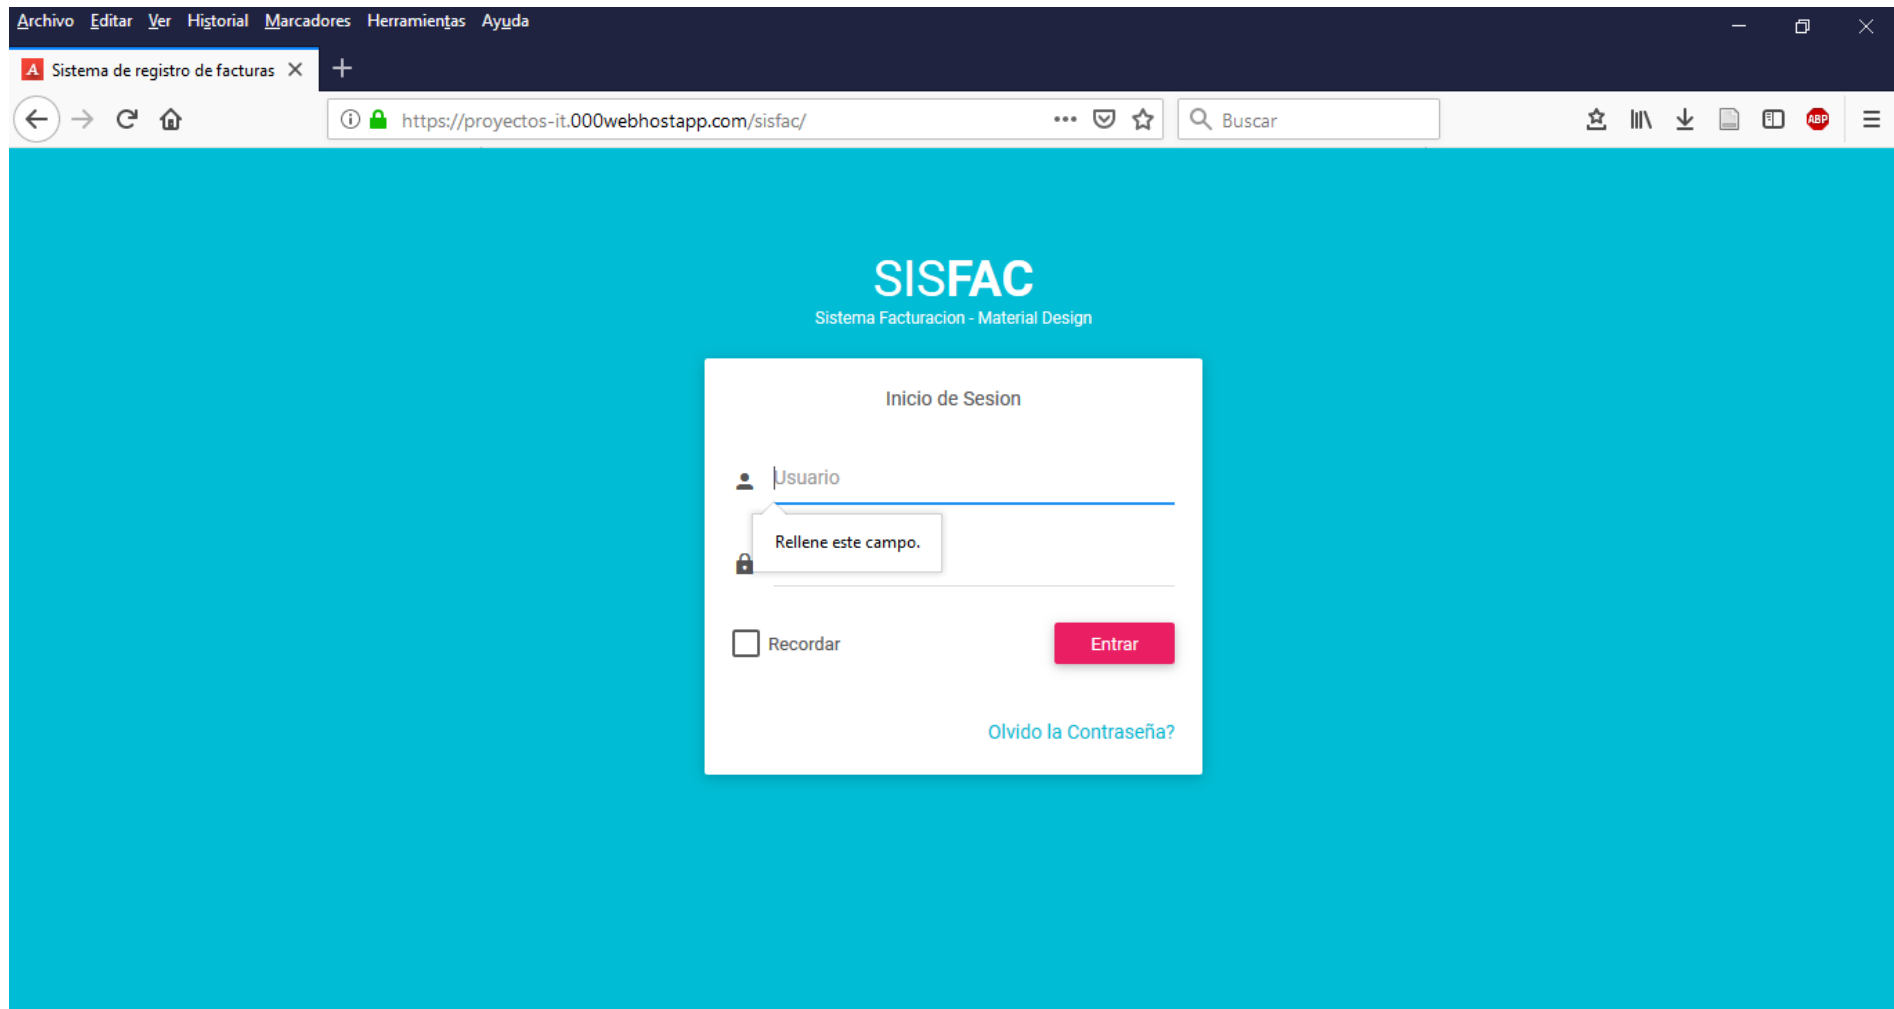 Archivo Editar Ver Historial Marcadores Herramientas Ayuda
A Sistema de registro de facturas
https://proyectos-it.000webhostapp.com/sisfac/
Buscar
ABP
SISFAC
Sistema Facturacion - Material Design
Inicio de Sesion
Usuario
Rellene este campo.
Recordar
Entrar
Olvido la Contraseña?